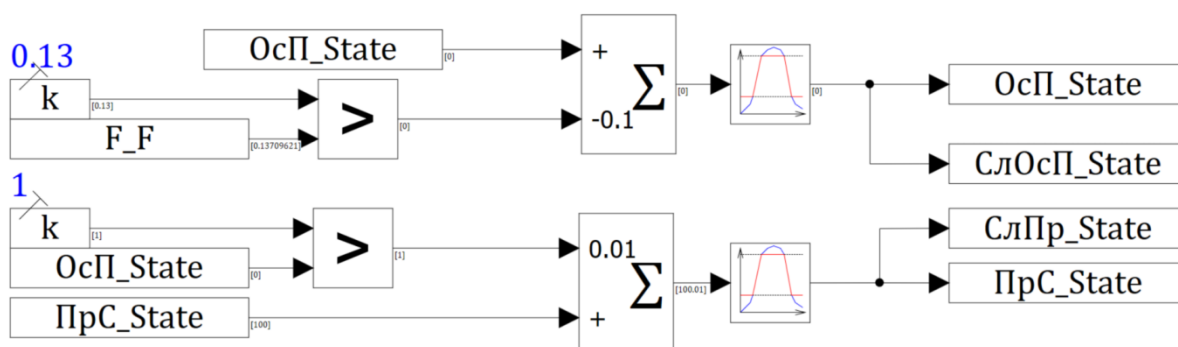 ОсП_State
[0]
0.13
k
[0.13]
F_F
[0.13709621]
>
[0]
+
-0.1
Σ
[0]
[0]
ОсП_State
СлОсП_State
1
k
[1]
ОсП_State
[0]
>
[1]
ПрС_State
[100]
0.01
+
Σ
[100.01]
СлПр_State
ПрС_State